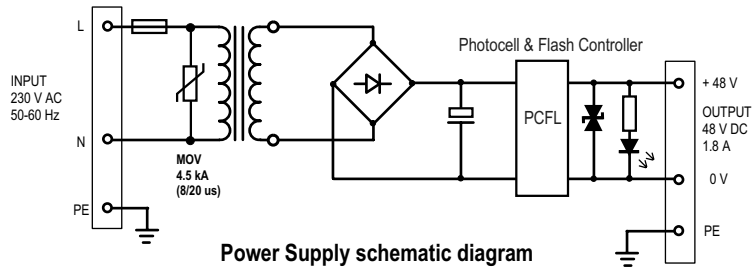 L
INPUT
230 V AC
50-60 Hz
N
PE
MOV
4.5 kA
(8/20 us)
Photocell & Flash Controller
PCFL
+ 48 V
OUTPUT
48 V DC
1.8 A
0 V
PE
Power Supply schematic diagram